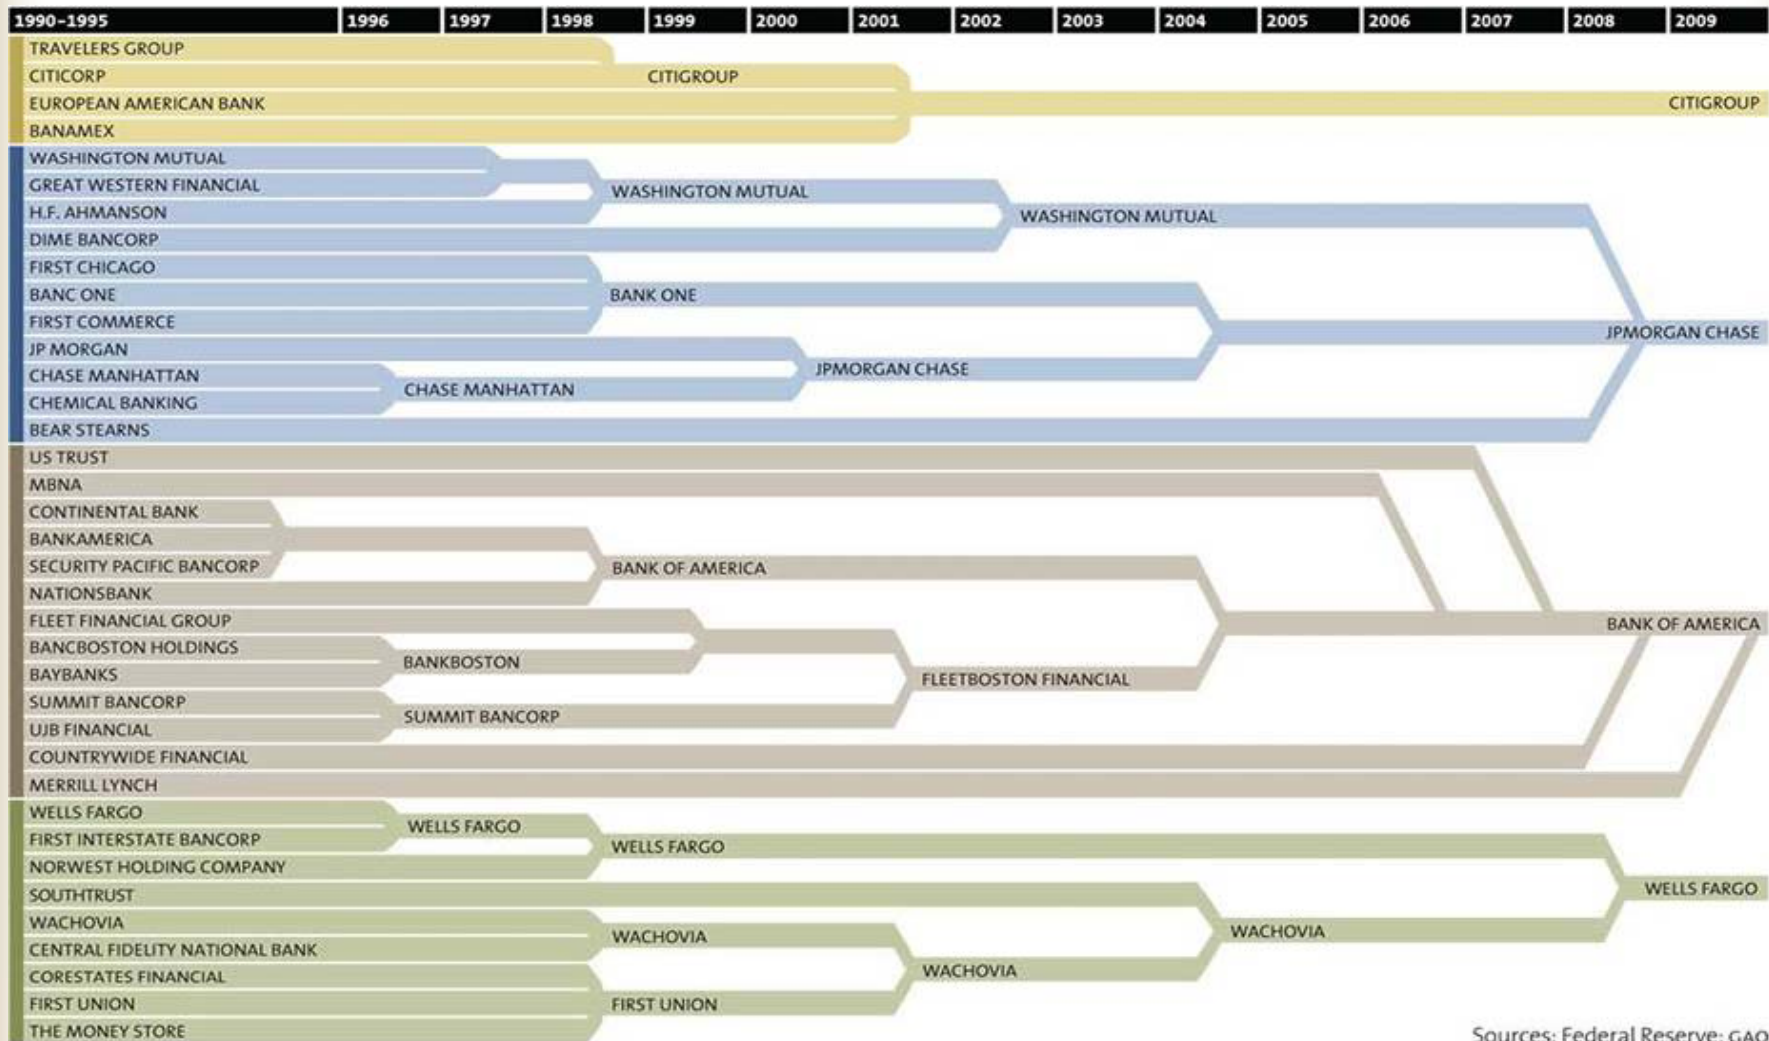 1990-1995 1996 1997 1998 1999 2000 2001 2002 2003 2004 2005 2006 2007 2008 2009
TRAVELERS GROUP
CITICORP CITIGROUP
EUROPEAN AMERICAN BANK CITIGROUP
BANAMEX
WASHINGTON MUTUAL
GREAT WESTERN FINANCIAL WASHINGTON MUTUAL
H.F. AHMANSON WASHINGTON MUTUAL
DIME BANCORP
FIRST CHICAGO
BANC ONE BANK ONE
FIRST COMMERCE JPMORGAN CHASE
JP MORGAN
CHASE MANHATTAN JPMORGAN CHASE
CHASE MANHATTAN
CHEMICAL BANKING
BEAR STEARNS
US TRUST
MBNA
CONTINENTAL BANK
BANKAMERICA
SECURITY PACIFIC BANCORP BANK OF AMERICA
NATIONSBANK
FLEET FINANCIAL GROUP BANK OF AMERICA
BANCBOSTON HOLDINGS
BANKBOSTON
BAYBANKS FLEETBOSTON FINANCIAL
SUMMIT BANCORP
SUMMIT BANCORP
UJB FINANCIAL
COUNTRYWIDE FINANCIAL
MERRILL LYNCH
WELLS FARGO
WELLS FARGO
FIRST INTERSTATE BANCORP WELLS FARGO
NORWEST HOLDING COMPANY
SOUTHTRUST WELLS FARGO
WACHOVIA WACHOVIA
WACHOVIA
CENTRAL FIDELITY NATIONAL BANK
CORESTATES FINANCIAL WACHOVIA
FIRST UNION FIRST UNION
THE MONEY STORE
Sources: Federal Reserve; GAO